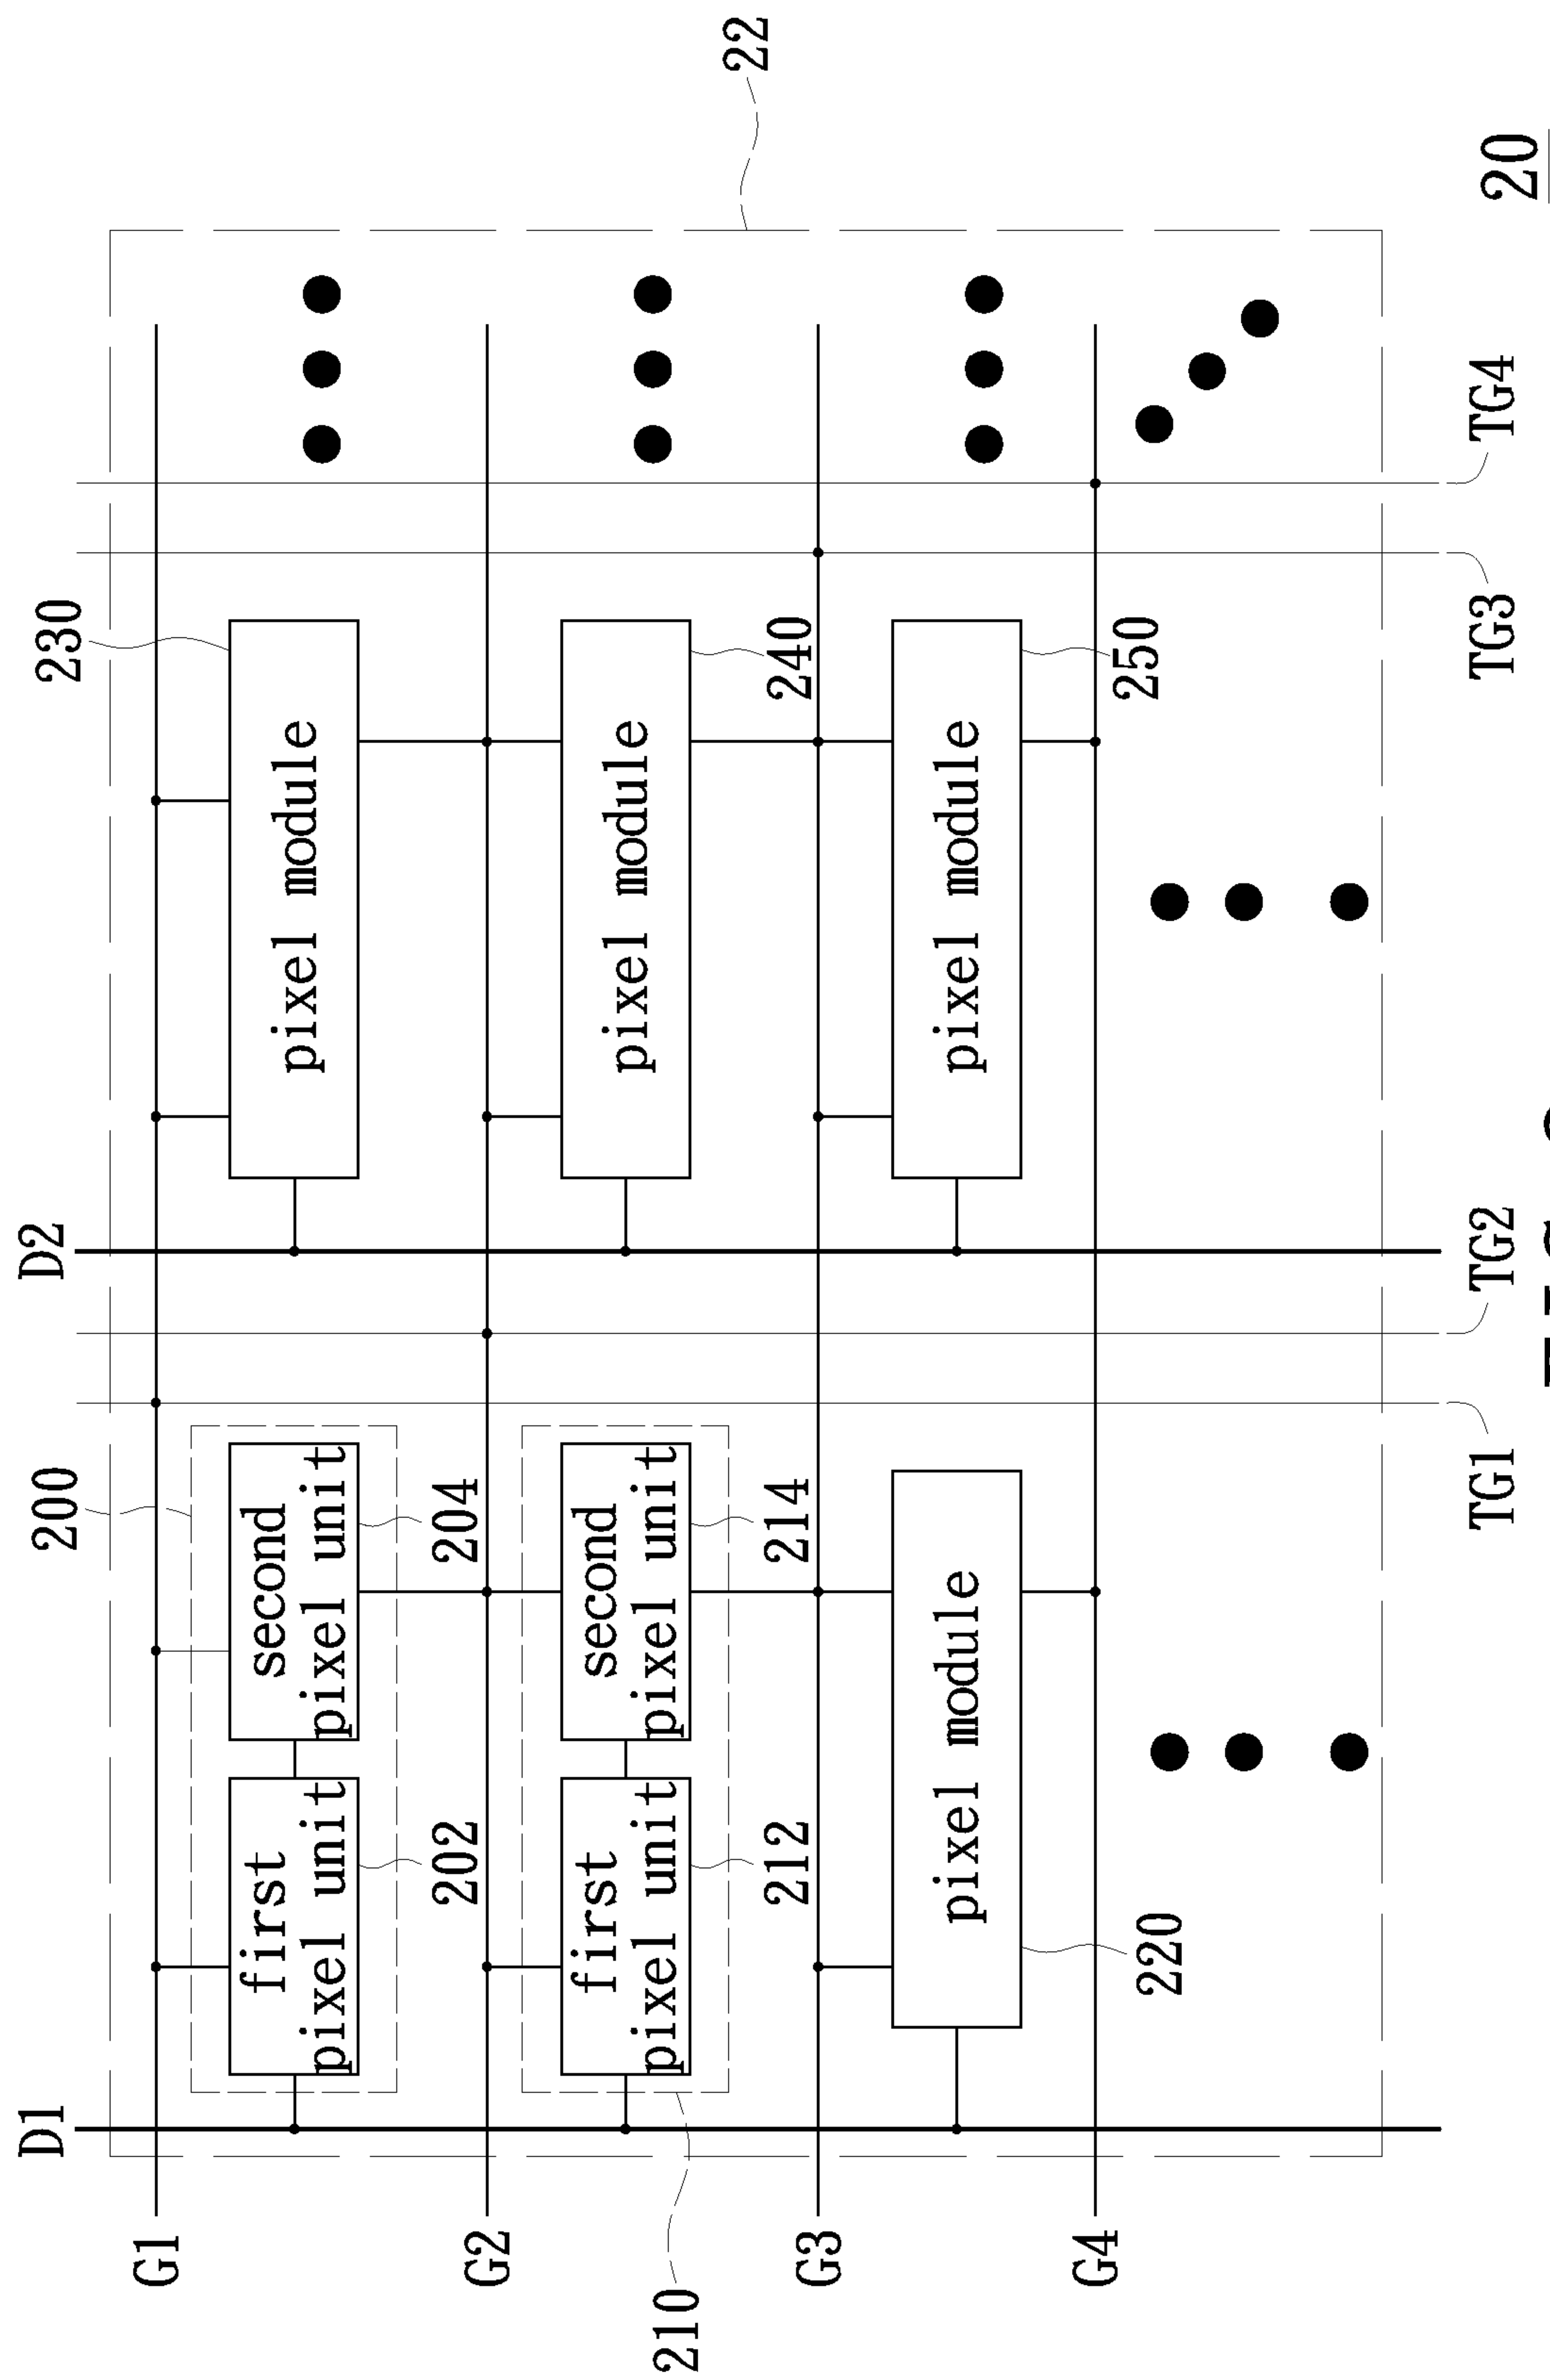 D1
D2
200
230
G1
first
pixel unit
second
pixel unit
pixel module
202
204
G2
first
pixel unit
second
pixel unit
pixel module
210
22
212
214
240
G3
pixel module
pixel module
G4
220
250
TG1
TG2
TG3
TG4
20